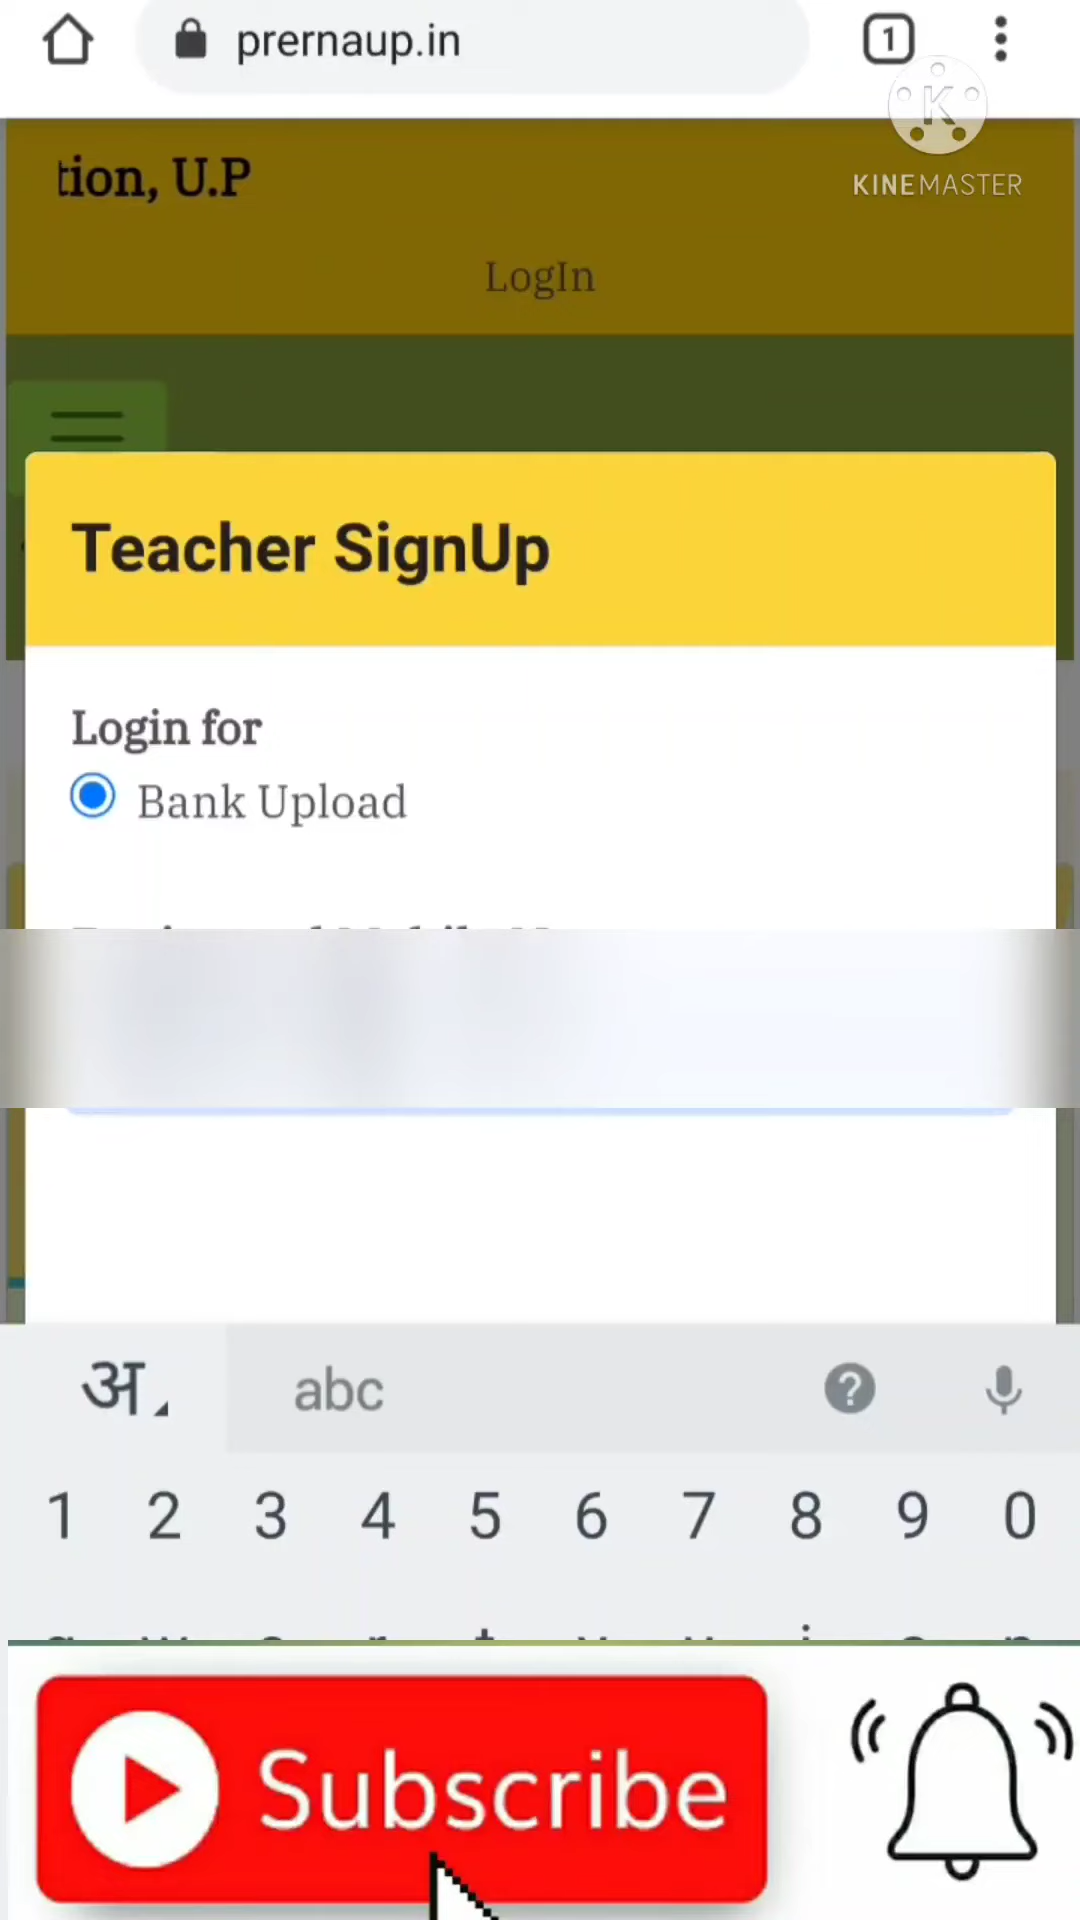 1
prernaup.in
KINEMASTER
tion, U.P
LogIn
Teacher SignUp
Login for
Bank Upload
अ
abc
?
1 2 3 4 5 6 7 8 9 0
Subscribe